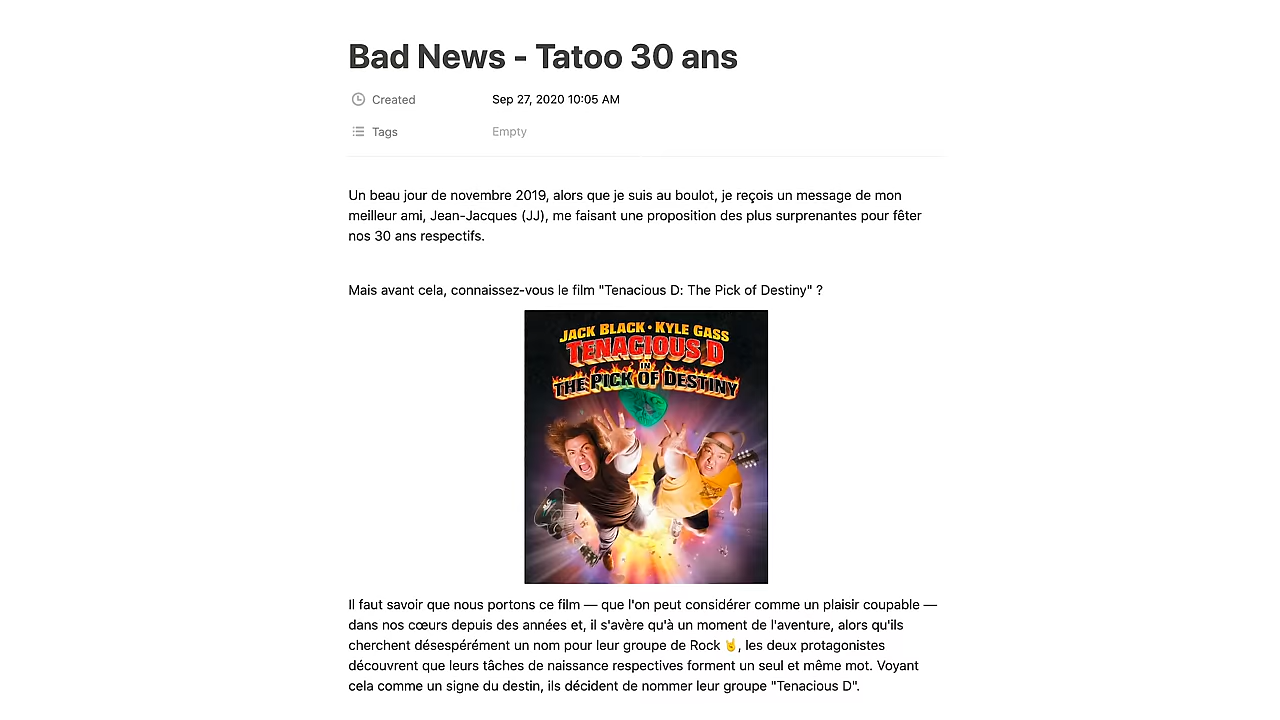 Bad News - Tatoo 30 ans
Created Sep 27, 2020 10:05 AM
Tags Empty
Un beau jour de novembre 2019, alors que je suis au boulot, je reçois un message de mon
meilleur ami, Jean-Jacques (JJ), me faisant une proposition des plus surprenantes pour fêter
nos 30 ans respectifs.
Mais avant cela, connaissez-vous le film "Tenacious D: The Pick of Destiny" ?
JACK BLACK • KYLE GASS
TENACIOUS D
IN
THE PICK OF DESTINY
Il faut savoir que nous portons ce film — que l'on peut considérer comme un plaisir coupable —
dans nos cœurs depuis des années et, il s'avère qu'à un moment de l'aventure, alors qu'ils
cherchent désespérément un nom pour leur groupe de Rock 🤘, les deux protagonistes
découvrent que leurs tâches de naissance respectives forment un seul et même mot. Voyant
cela comme un signe du destin, ils décident de nommer leur groupe "Tenacious D".